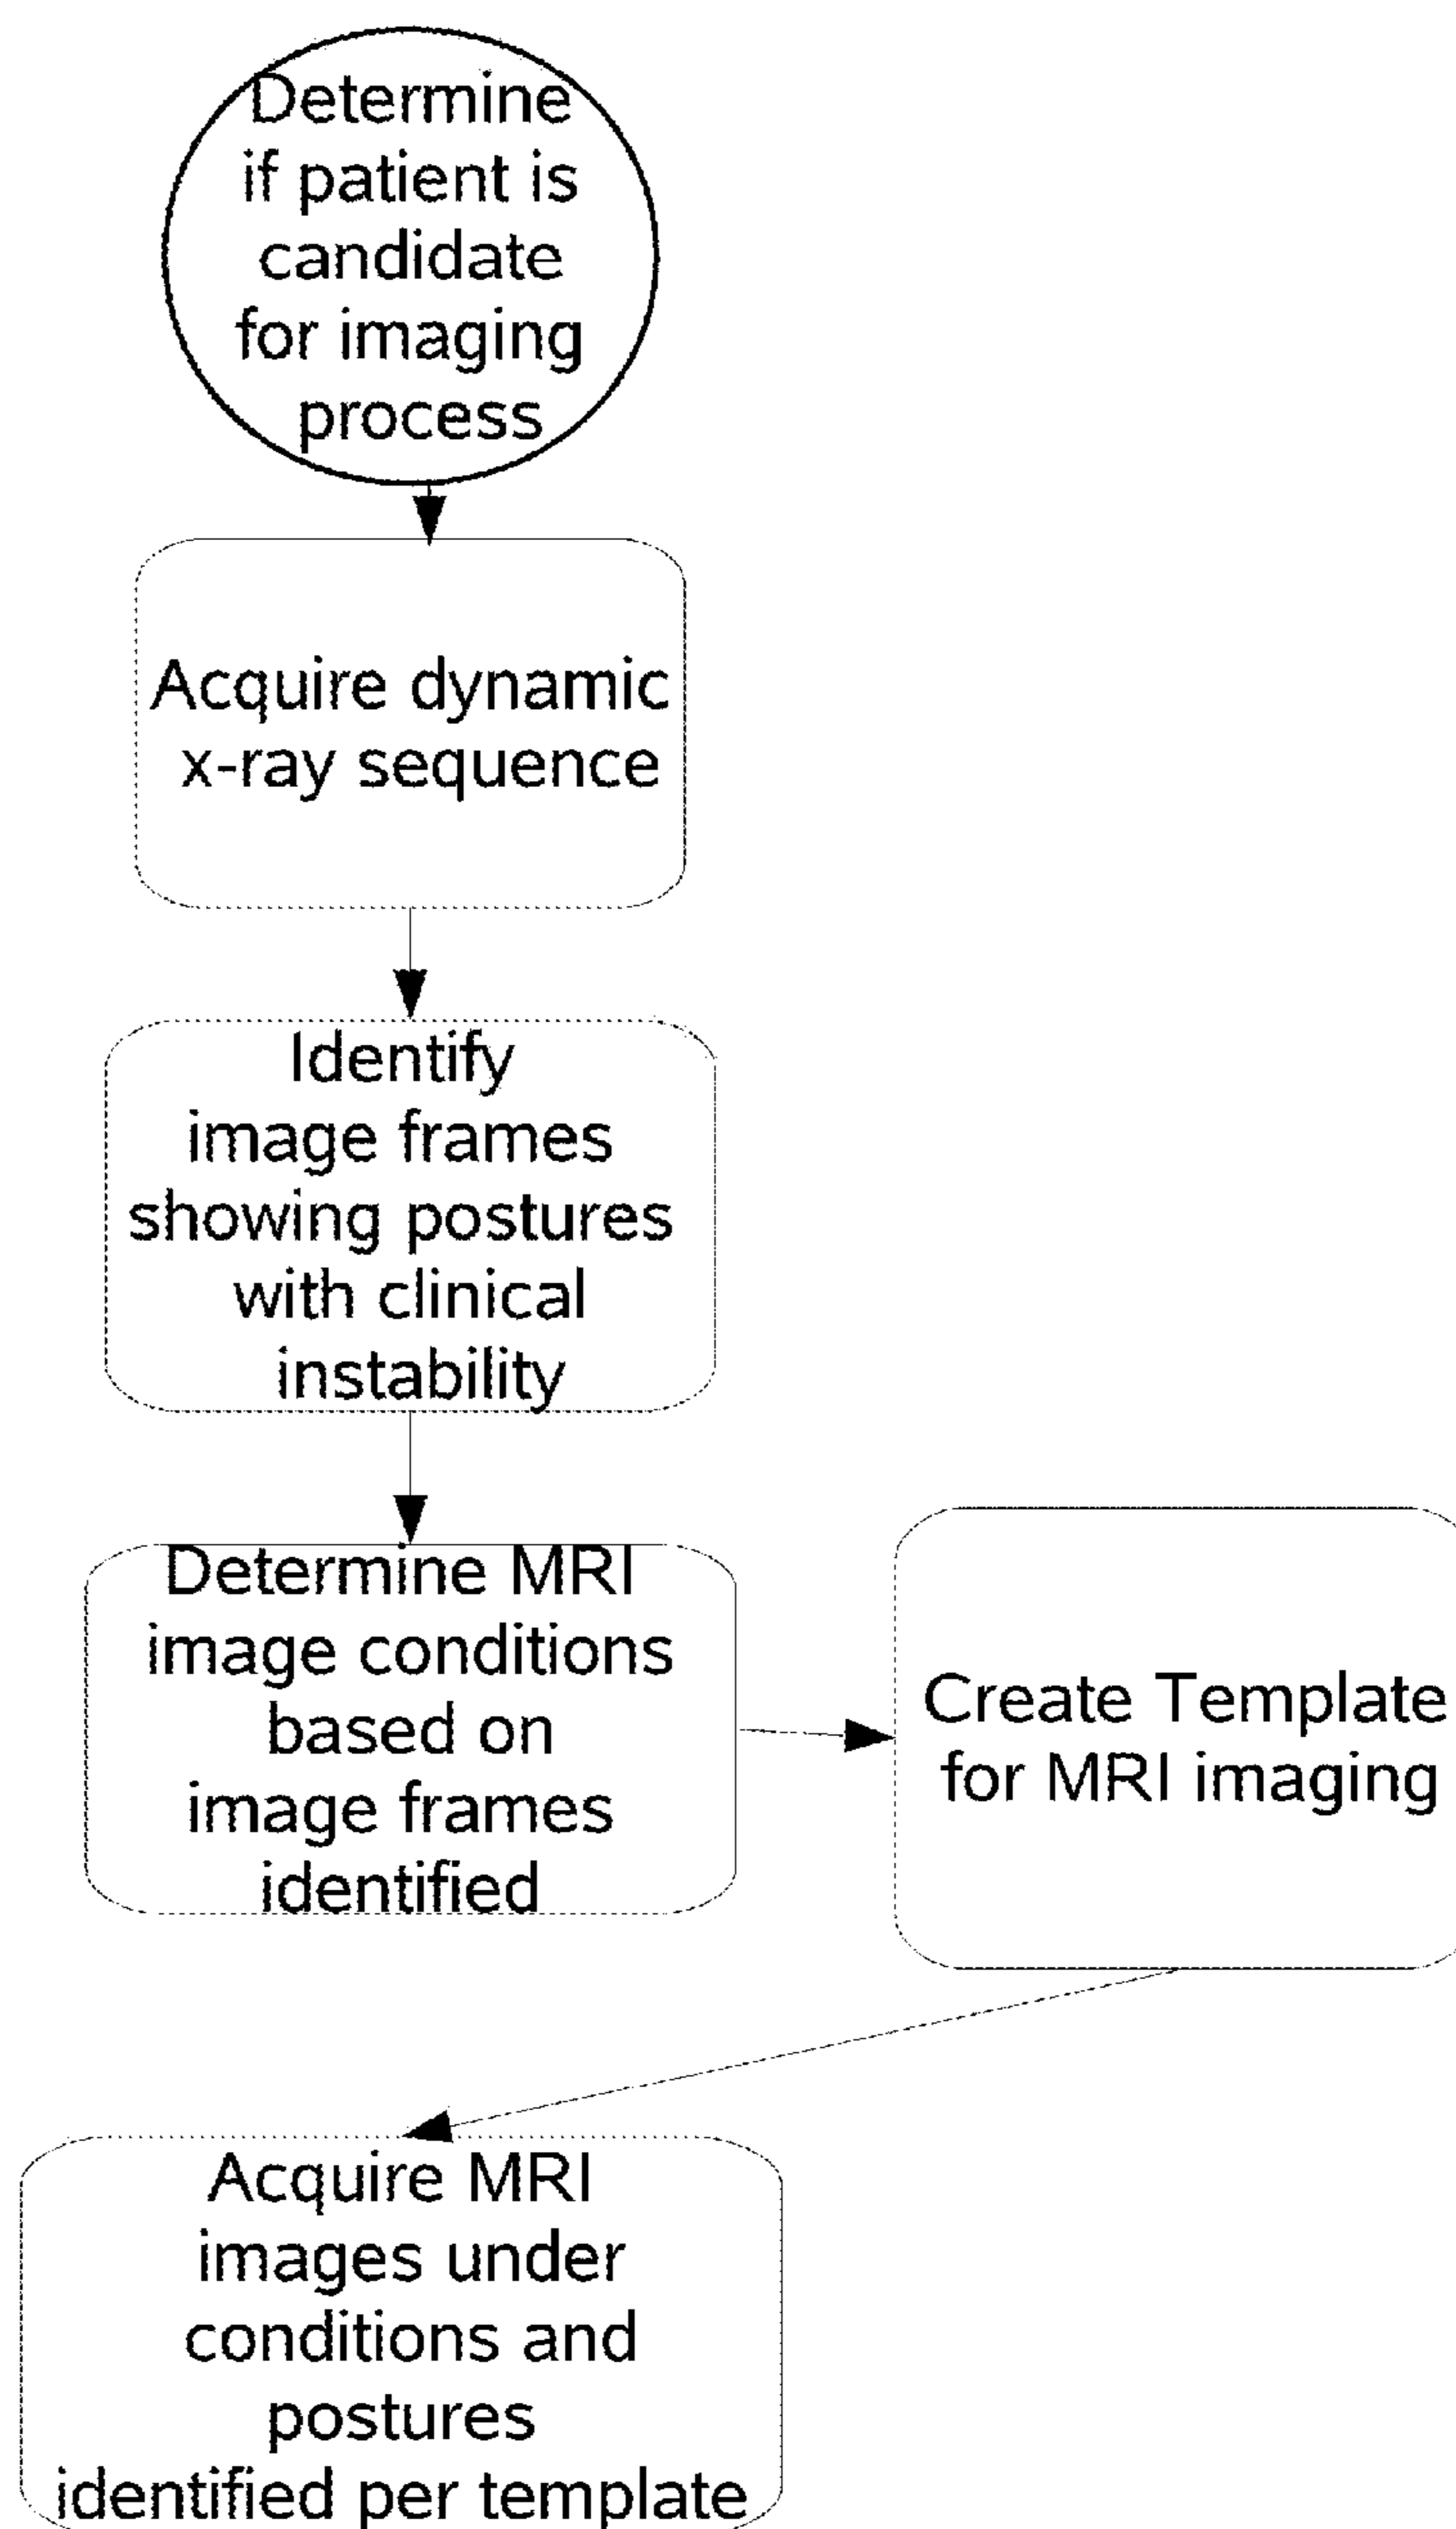 Determine
if patient is
candidate
for imaging
process
Acquire dynamic
x-ray sequence
Identify
image frames
showing postures
with clinical
instability
Determine MRI
image conditions
based on
image frames
identified
Create Template
for MRI imaging
Acquire MRI
images under
conditions and
postures
identified per template